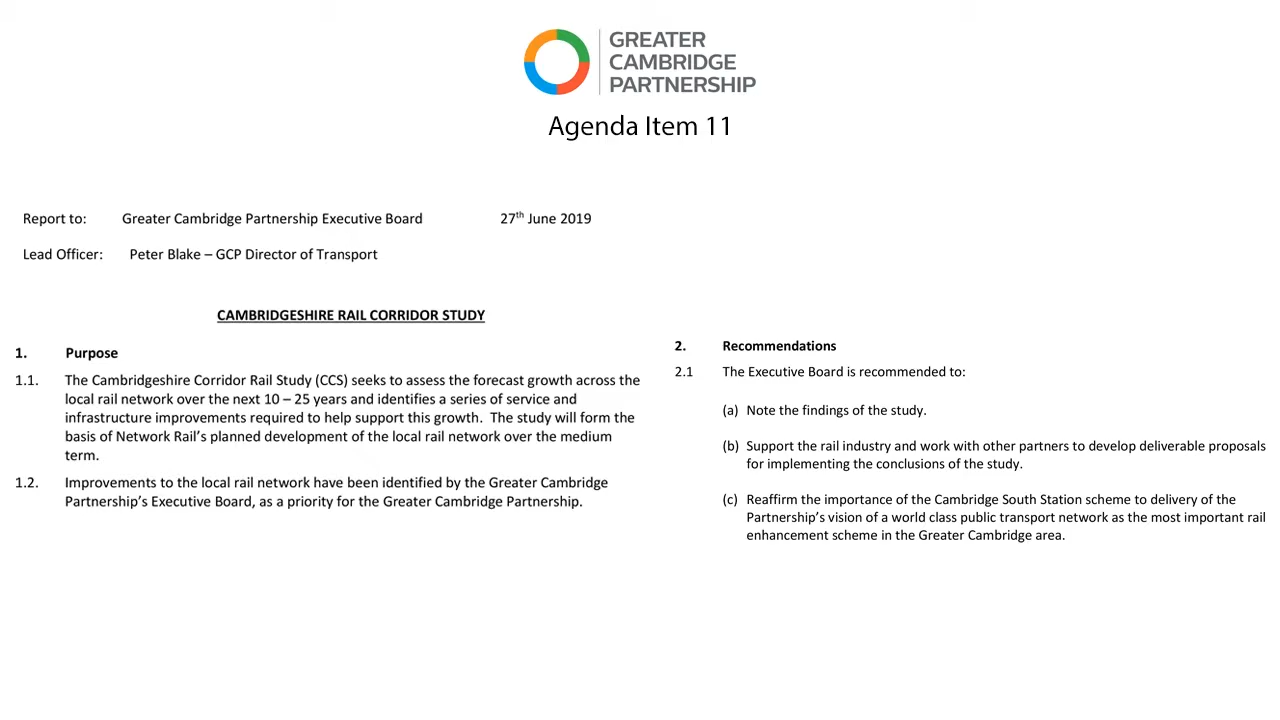 GREATER
CAMBRIDGE
PARTNERSHIP
Agenda Item 11
Report to: Greater Cambridge Partnership Executive Board 27th June 2019
Lead Officer: Peter Blake – GCP Director of Transport
CAMBRIDGESHIRE RAIL CORRIDOR STUDY
1. Purpose
1.1. The Cambridgeshire Corridor Rail Study (CCS) seeks to assess the forecast growth across the
local rail network over the next 10 – 25 years and identifies a series of service and
infrastructure improvements required to help support this growth. The study will form the
basis of Network Rail's planned development of the local rail network over the medium
term.
1.2. Improvements to the local rail network have been identified by the Greater Cambridge
Partnership's Executive Board, as a priority for the Greater Cambridge Partnership.
2. Recommendations
2.1 The Executive Board is recommended to:
(a) Note the findings of the study.
(b) Support the rail industry and work with other partners to develop deliverable proposals
for implementing the conclusions of the study.
(c) Reaffirm the importance of the Cambridge South Station scheme to delivery of the
Partnership's vision of a world class public transport network as the most important rail
enhancement scheme in the Greater Cambridge area.